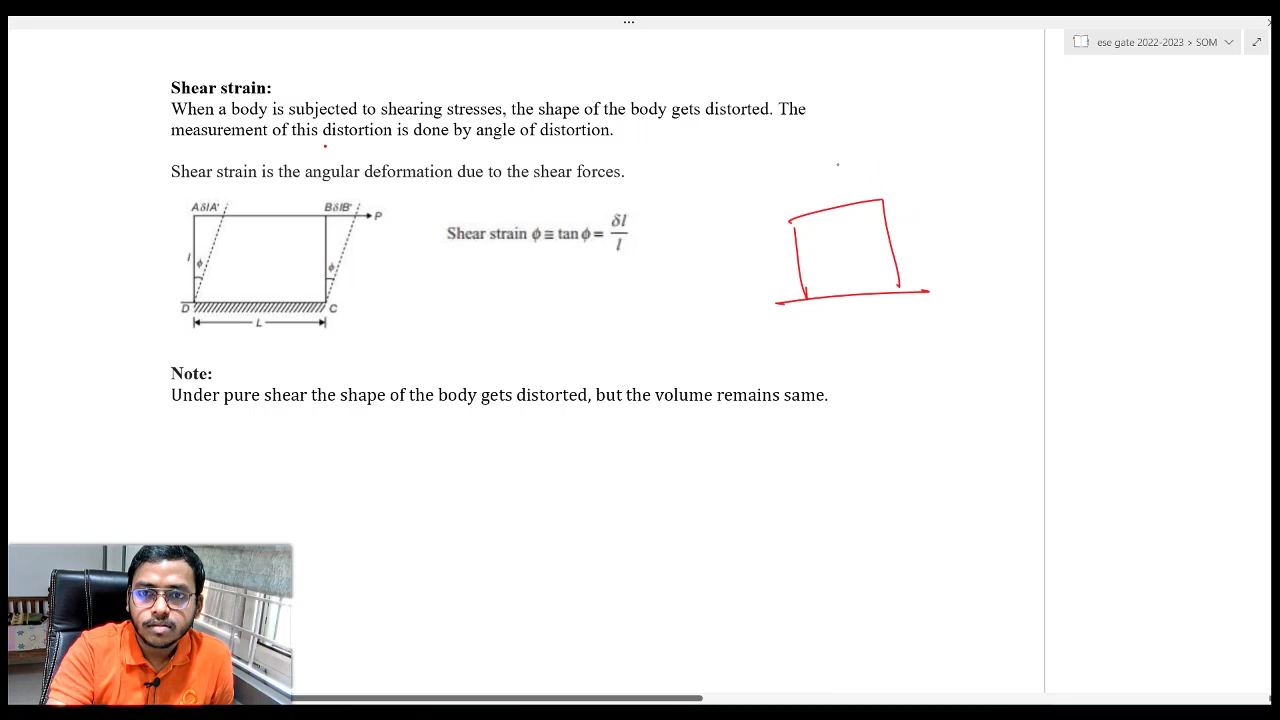 ...
ese gate 2022-2023 > SOM
Shear strain:
When a body is subjected to shearing stresses, the shape of the body gets distorted. The
measurement of this distortion is done by angle of distortion.
Shear strain is the angular deformation due to the shear forces.
A δl A' B δl B' P
l ϕ ϕ
D C
L
Shear strain ϕ ≅ tan ϕ = δl / l
Note:
Under pure shear the shape of the body gets distorted, but the volume remains same.